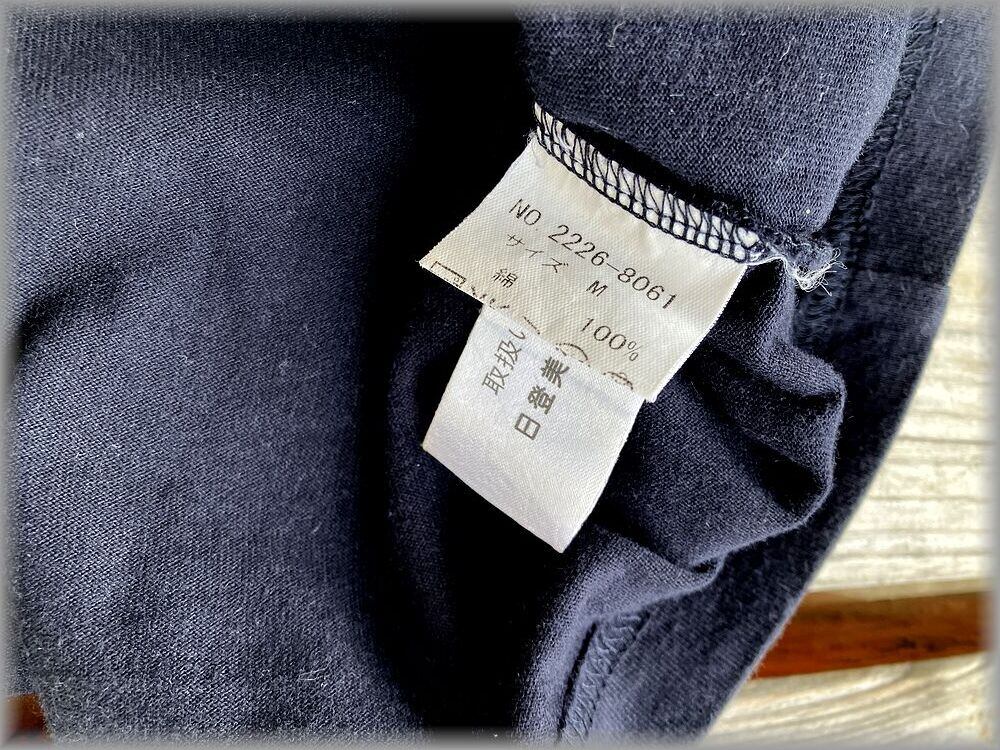 NO 2226-8061
サイズ M
綿 100%
取扱い
日登美